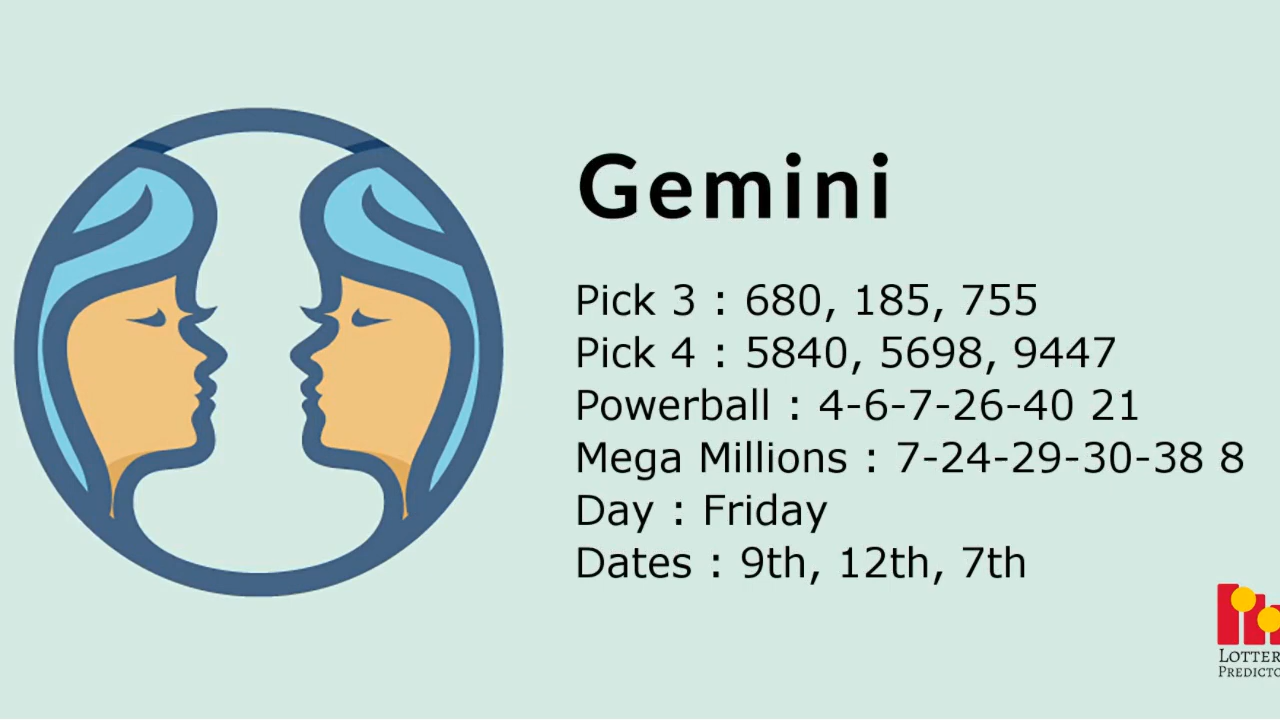 Gemini
Pick 3 : 680, 185, 755
Pick 4 : 5840, 5698, 9447
Powerball : 4-6-7-26-40 21
Mega Millions : 7-24-29-30-38 8
Day : Friday
Dates : 9th, 12th, 7th